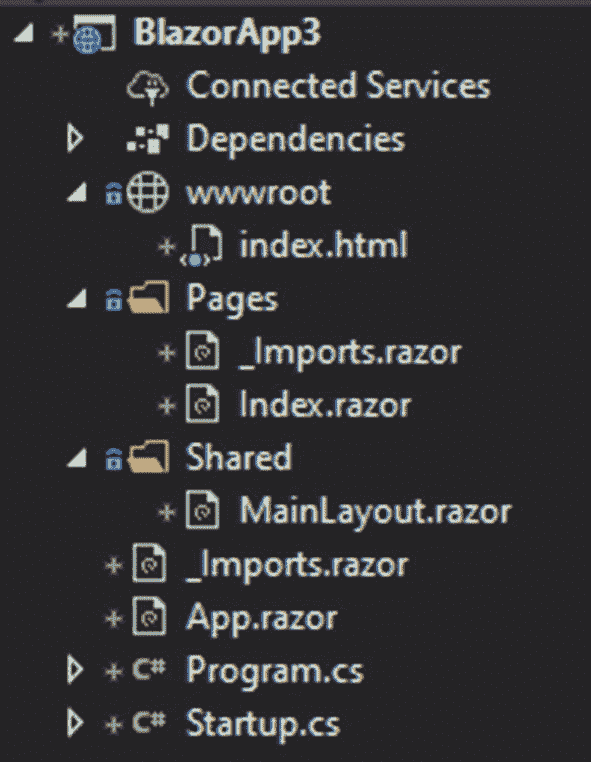 BlazorApp3
Connected Services
Dependencies
wwwroot
index.html
Pages
_Imports.razor
Index.razor
Shared
MainLayout.razor
_Imports.razor
App.razor
C# Program.cs
C# Startup.cs